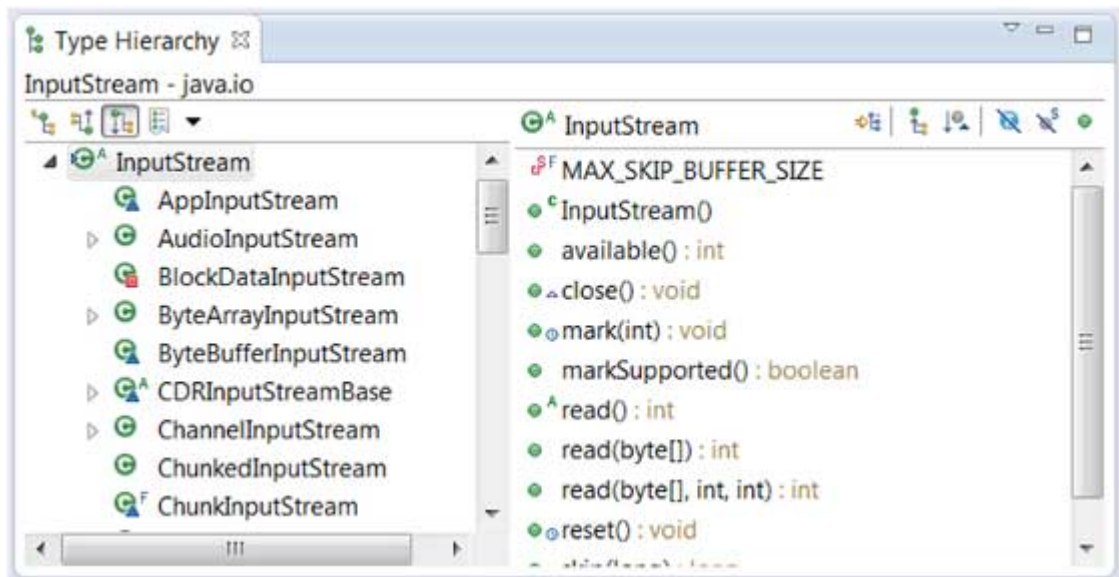 Type Hierarchy
InputStream - java.io
InputStream
AppInputStream
AudioInputStream
BlockDataInputStream
ByteArrayInputStream
ByteBufferInputStream
CDRInputStreamBase
ChannelInputStream
ChunkedInputStream
ChunkInputStream
InputStream
MAX_SKIP_BUFFER_SIZE
InputStream()
available() : int
close() : void
mark(int) : void
markSupported() : boolean
read() : int
read(byte[]) : int
read(byte[], int, int) : int
reset() : void